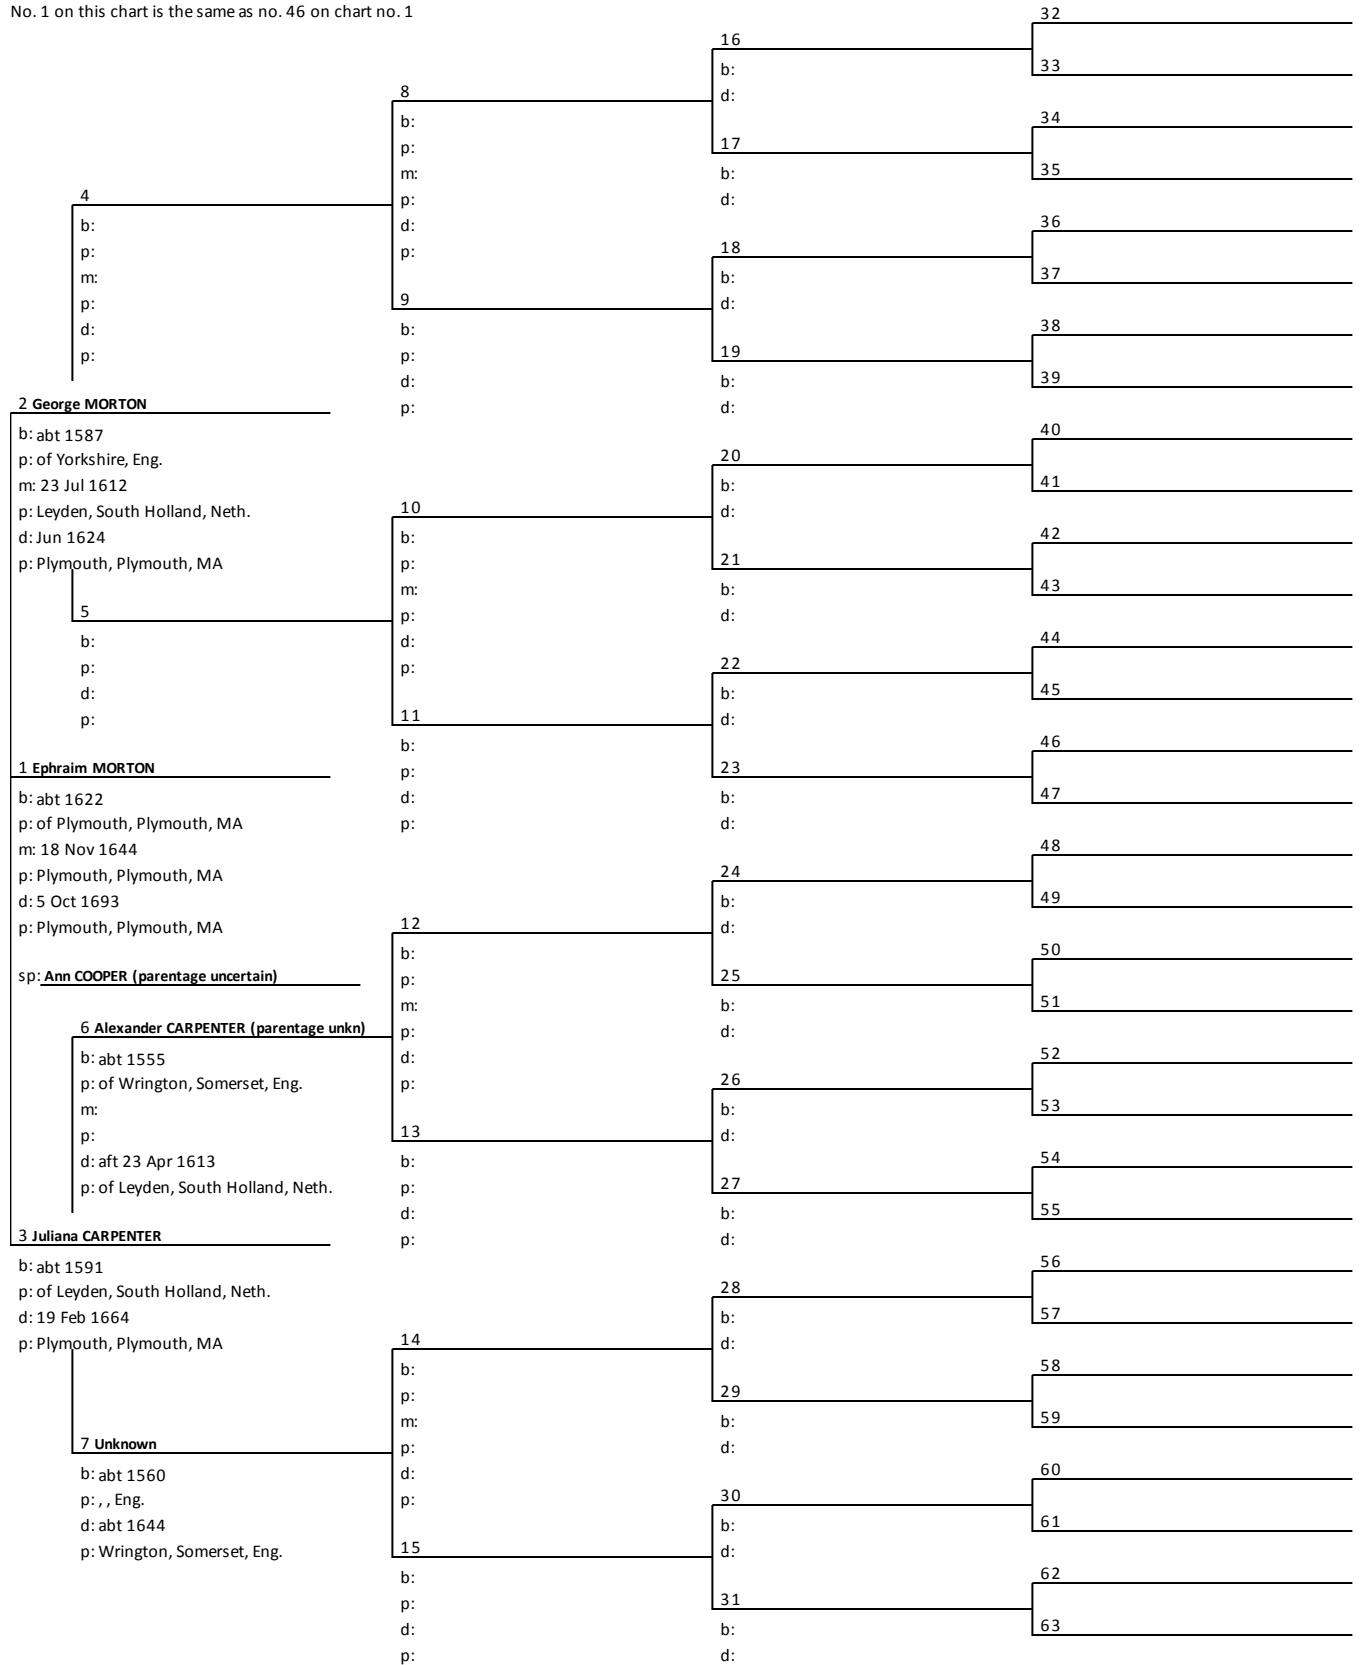 No. 1 on this chart is the same as no. 46 on chart no. 1
4
b:
p:
m:
p:
d:
p:
2 George MORTON
b: abt 1587
p: of Yorkshire, Eng.
m: 23 Jul 1612
p: Leyden, South Holland, Neth.
d: Jun 1624
p: Plymouth, Plymouth, MA
5
b:
p:
d:
p:
1 Ephraim MORTON
b: abt 1622
p: of Plymouth, Plymouth, MA
m: 18 Nov 1644
p: Plymouth, Plymouth, MA
d: 5 Oct 1693
p: Plymouth, Plymouth, MA
sp: Ann COOPER (parentage uncertain)
6 Alexander CARPENTER (parentage unkn)
b: abt 1555
p: of Wrington, Somerset, Eng.
m:
p:
d: aft 23 Apr 1613
p: of Leyden, South Holland, Neth.
3 Juliana CARPENTER
b: abt 1591
p: of Leyden, South Holland, Neth.
d: 19 Feb 1664
p: Plymouth, Plymouth, MA
7 Unknown
b: abt 1560
p: , , Eng.
d: abt 1644
p: Wrington, Somerset, Eng.
8
b:
p:
m:
p:
d:
p:
9
b:
p:
d:
p:
10
b:
p:
m:
p:
d:
p:
11
b:
p:
d:
p:
12
b:
p:
m:
p:
d:
p:
13
b:
p:
d:
p:
14
b:
p:
m:
p:
d:
p:
15
b:
p:
d:
p:
16
b:
d:
17
b:
d:
18
b:
d:
19
b:
d:
20
b:
d:
21
b:
d:
22
b:
d:
23
b:
d:
24
b:
d:
25
b:
d:
26
b:
d:
27
b:
d:
28
b:
d:
29
b:
d:
30
b:
d:
31
b:
d:
32
33
34
35
36
37
38
39
40
41
42
43
44
45
46
47
48
49
50
51
52
53
54
55
56
57
58
59
60
61
62
63